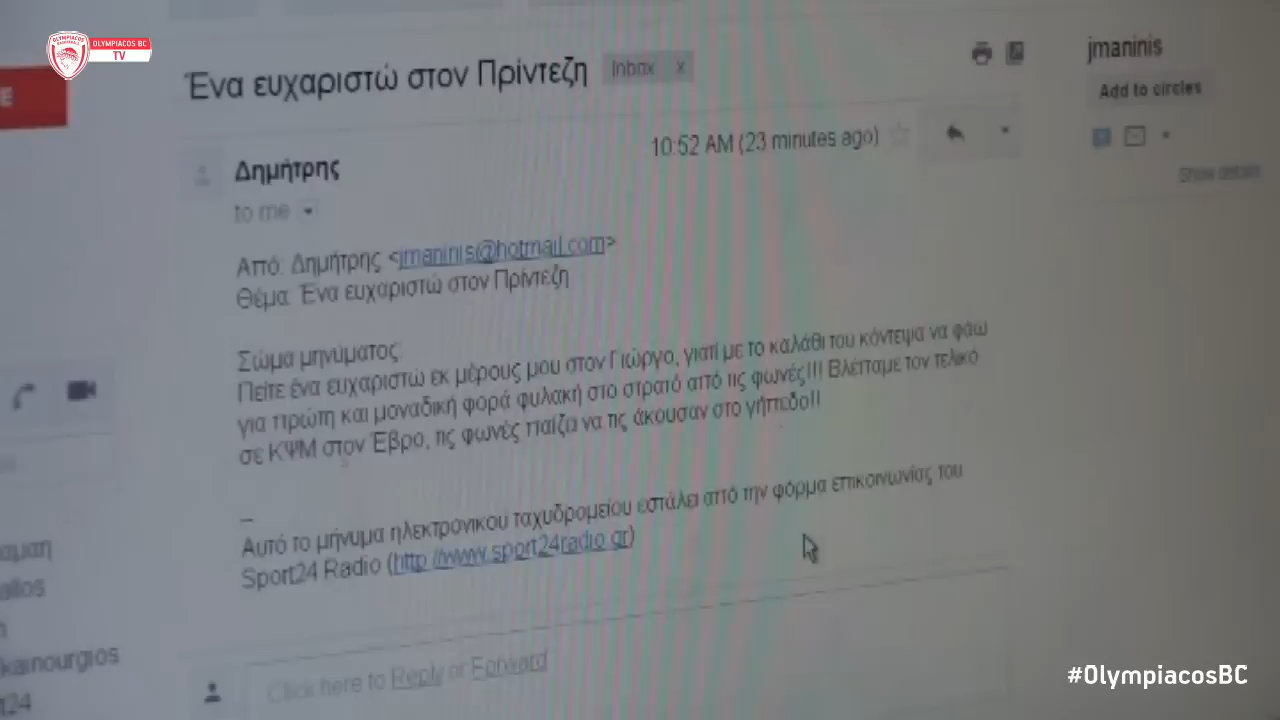 OLYMPIACOS BC
TV
E
Ένα ευχαριστώ στον Πρίντεζη
Inbox x
jmaninis
Add to circles
10:52 AM (23 minutes ago)
Δημήτρης
to me
Show details
Από: Δημήτρης <jmaninis@hotmail.com>
Θέμα: Ένα ευχαριστώ στον Πρίντεζη
Σώμα μηνύματος:
Πείτε ένα ευχαριστώ εκ μέρους μου στον Γιώργο, γιατί με το καλάθι του κόντεψα να φάω
για πρώτη και μοναδική φορά φυλακή στο στρατό από τις φωνές!!! Βλέπαμε τον τελικό
σε ΚΨΜ στον Έβρο, τις φωνές παίζει να τις άκουσαν στο γήπεδο!!
--
Αυτό το μήνυμα ηλεκτρονικου ταχυδρομείου εστάλει από την φόρμα επικοινωνίας του
Sport24 Radio (http://www.sport24radio.gr)
kainourgios
t24
Click here to Reply or Forward
#OlympiacosBC